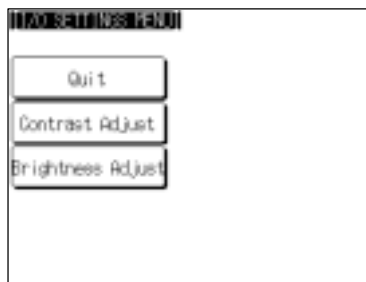 [I/O SETTINGS MENU]
Quit
Contrast Adjust
Brightness Adjust